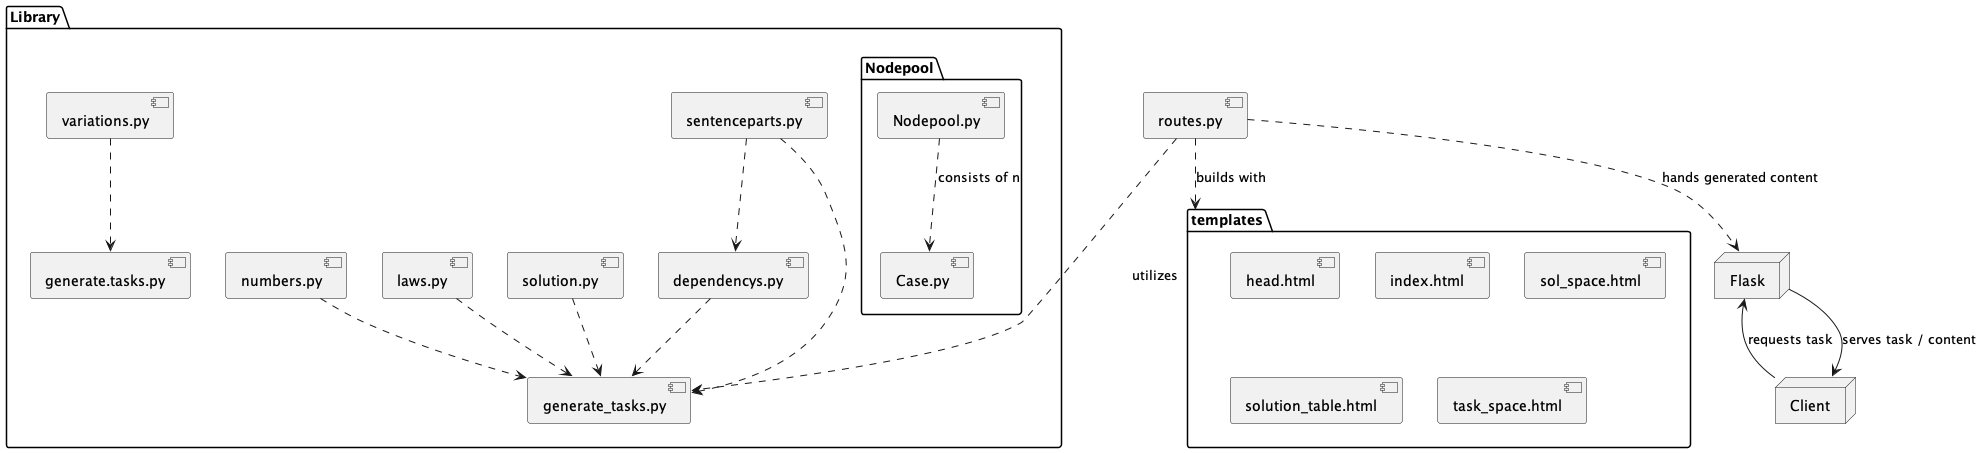 Library
Nodepool
variations.py
sentenceparts.py
Nodepool.py
routes.py
consists of n
builds with
hands generated content
templates
generate.tasks.py
numbers.py
laws.py
solution.py
dependencys.py
Case.py
utilizes
head.html
index.html
sol_space.html
Flask
requests task
serves task / content
generate_tasks.py
solution_table.html
task_space.html
Client